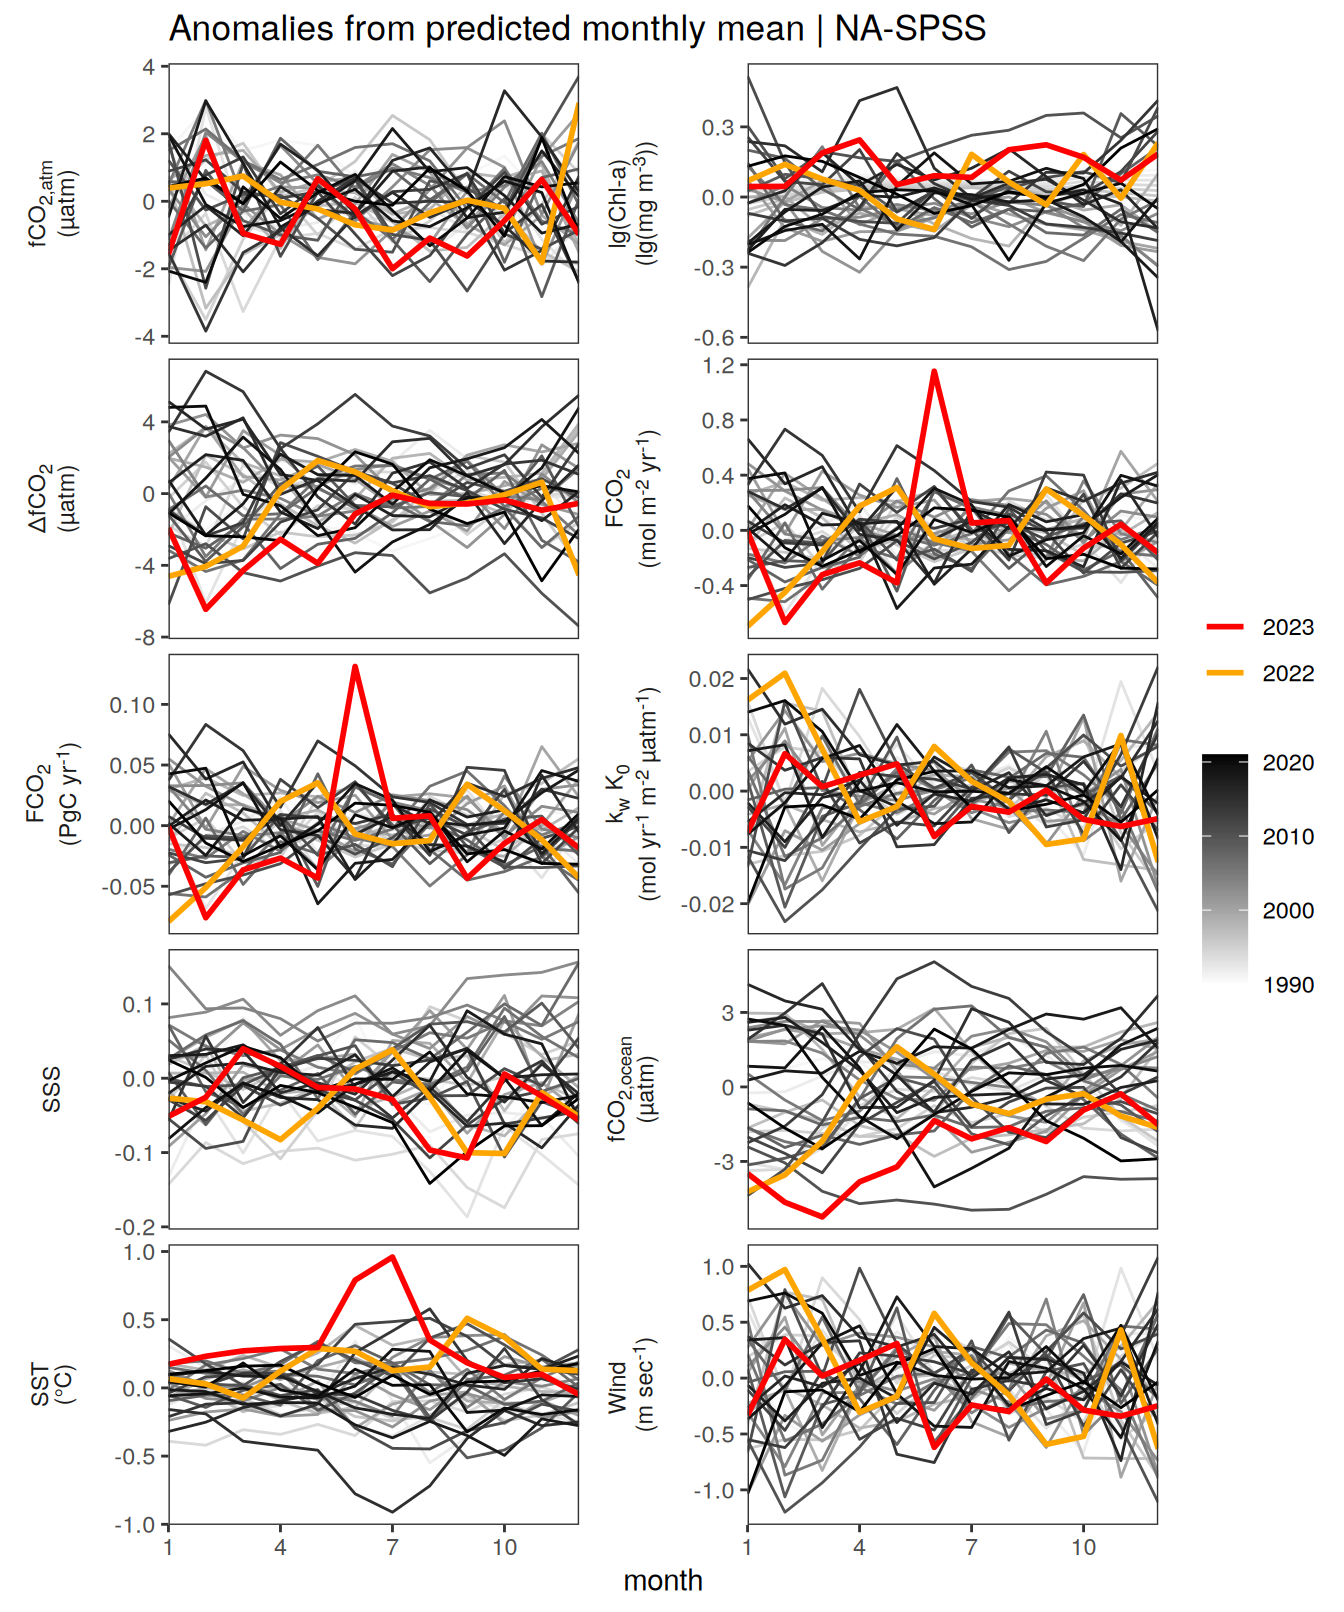 Anomalies from predicted monthly mean | NA-SPSS
fCO2,atm
(µatm)
4
2
0
-2
-4
lg(Chl-a)
(lg(mg m-3))
0.3
0.0
-0.3
-0.6
ΔfCO2
(µatm)
4
0
-4
-8
FCO2
(mol m-2 yr-1)
1.2
0.8
0.4
0.0
-0.4
FCO2
(PgC yr-1)
0.10
0.05
0.00
-0.05
kw K0
(mol yr-1 m-2 µatm-1)
0.02
0.01
0.00
-0.01
-0.02
SSS
0.1
0.0
-0.1
-0.2
fCO2,ocean
(µatm)
3
0
-3
SST
(°C)
1.0
0.5
0.0
-0.5
-1.0
Wind
(m sec-1)
1.0
0.5
0.0
-0.5
-1.0
1 4 7 10
1 4 7 10
month
2023
2022
2020
2010
2000
1990